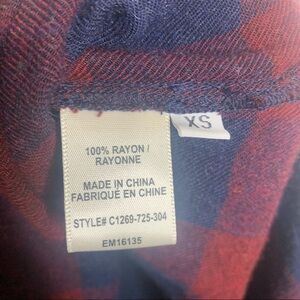 XS
100% RAYON /
RAYONNE
MADE IN CHINA
FABRIQUÉ EN CHINE
STYLE# C1269-725-304
EM16135